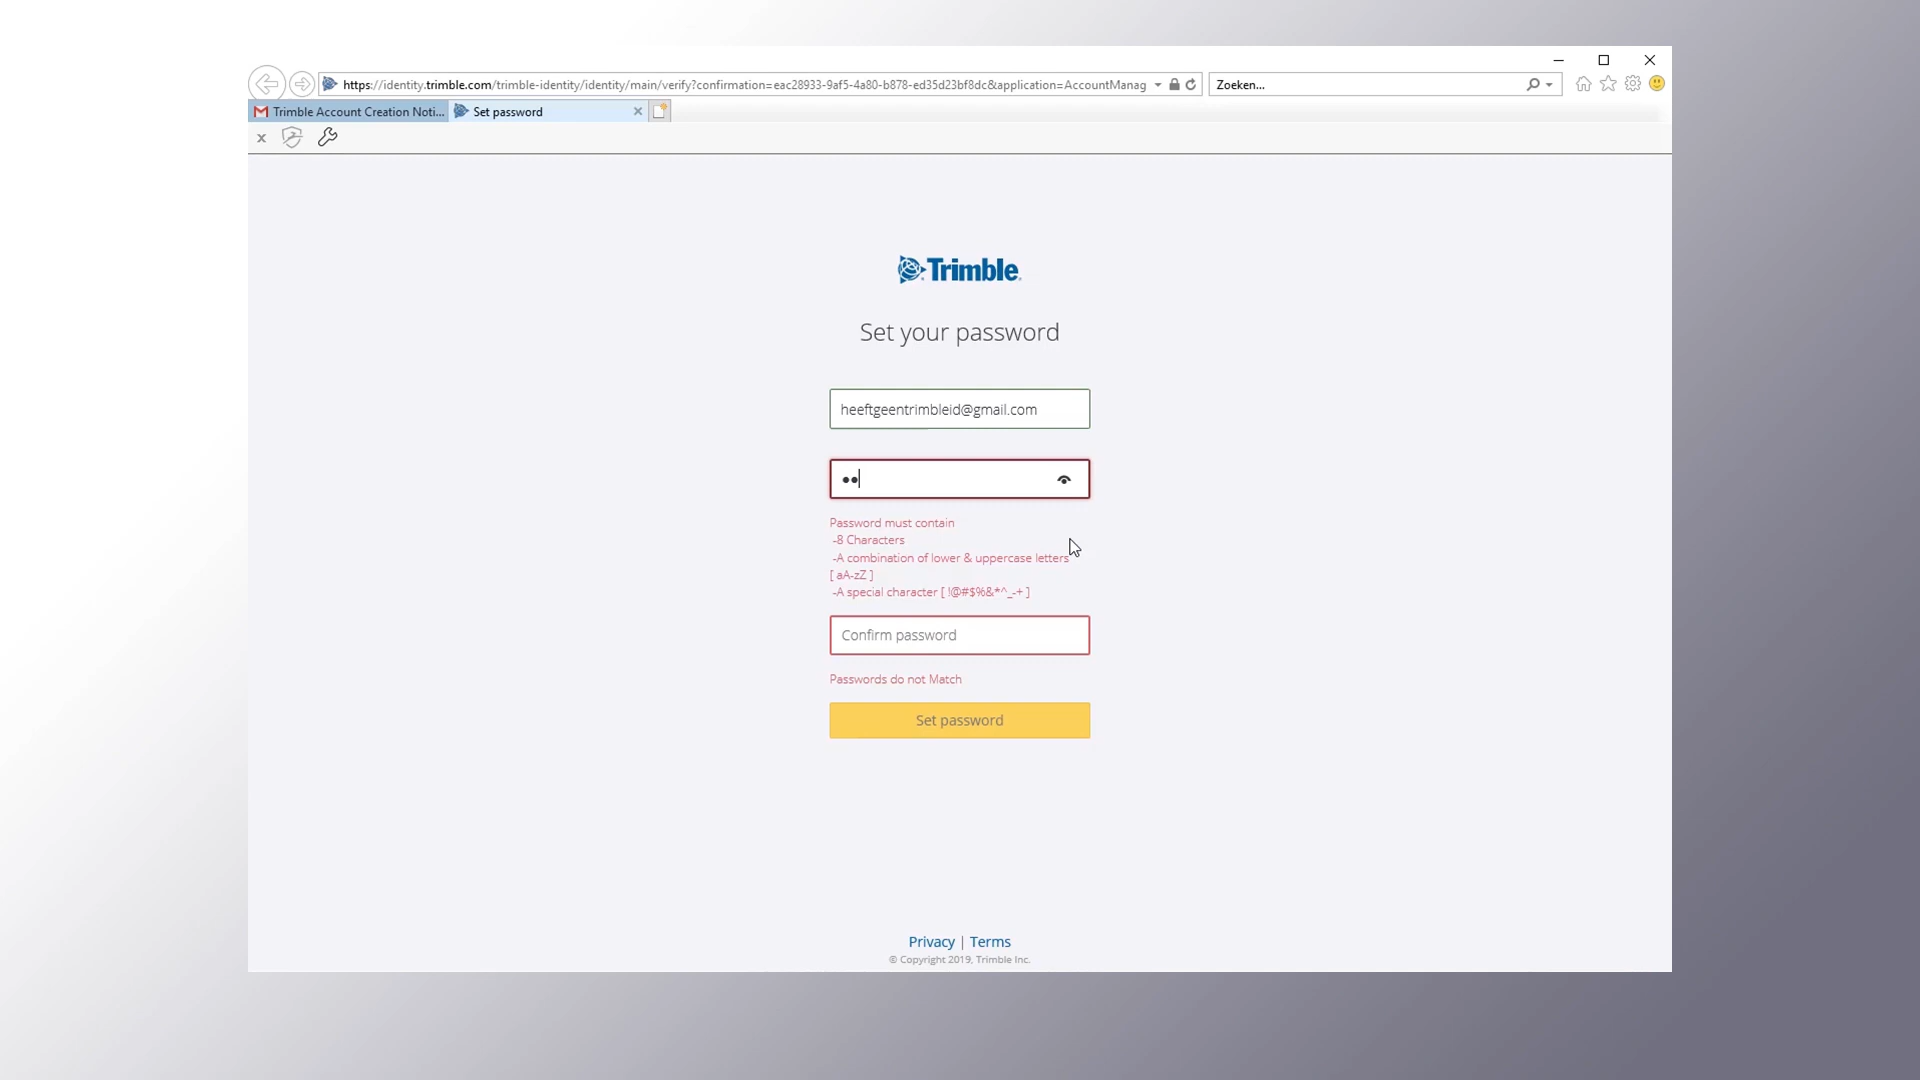 https://identity.trimble.com/trimble-identity/identity/main/verify?confirmation=eac28933-9af5-4a80-b878-ed35d23bf8dc&application=AccountManag
Zoeken...
Trimble Account Creation Noti...
Set password
Trimble
Set your password
heeftgeentrimbleid@gmail.com
Password must contain
-8 Characters
-A combination of lower & uppercase letters
[ aA-zZ ]
-A special character [ !@#$%&*^_-+ ]
Confirm password
Passwords do not Match
Set password
Privacy | Terms
© Copyright 2019, Trimble Inc.